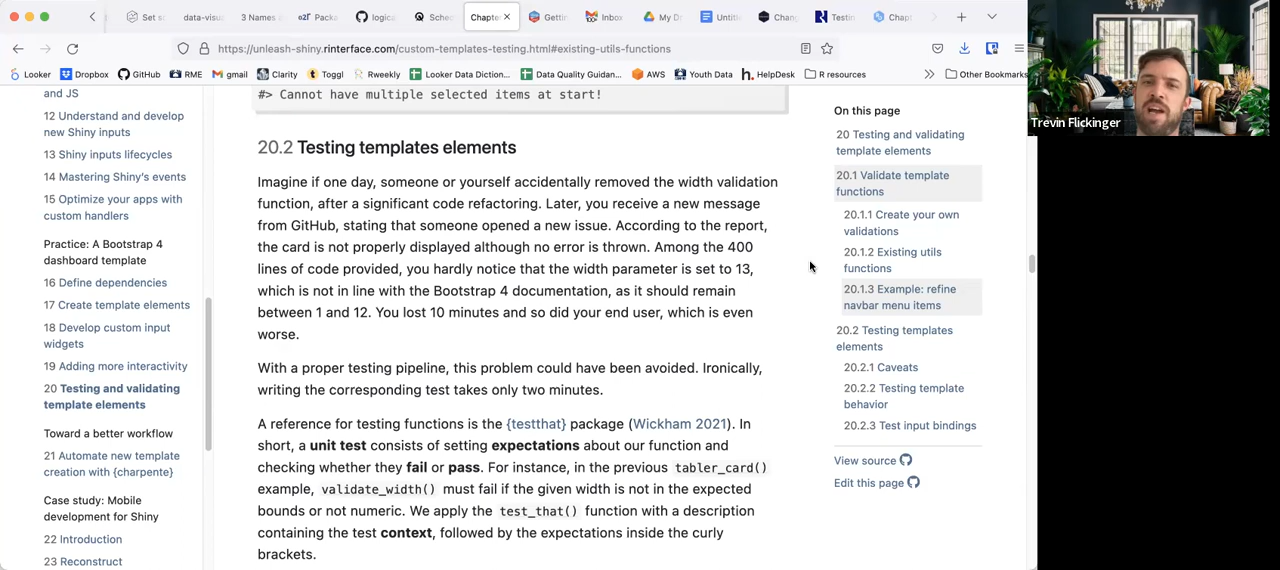 Set s
data-visu
3 Names
Packa
logica
Sche
Chapte
Getti
Inbox
My D
Untit
Chang
Testin
Chapt
https://unleash-shiny.rinterface.com/custom-templates-testing.html#existing-utils-functions
Looker
Dropbox
GitHub
RME
gmail
Clarity
Toggl
Rweekly
Looker Data Diction...
Data Quality Guidan...
AWS
Youth Data
HelpDesk
R resources
Other Bookmarks
and JS
12 Understand and develop
new Shiny inputs
13 Shiny inputs lifecycles
14 Mastering Shiny's events
15 Optimize your apps with
custom handlers
Practice: A Bootstrap 4
dashboard template
16 Define dependencies
17 Create template elements
18 Develop custom input
widgets
19 Adding more interactivity
20 Testing and validating
template elements
Toward a better workflow
21 Automate new template
creation with {charpente}
Case study: Mobile
development for Shiny
22 Introduction
23 Reconstruct
#> Cannot have multiple selected items at start!
20.2 Testing templates elements
Imagine if one day, someone or yourself accidentally removed the width validation
function, after a significant code refactoring. Later, you receive a new message
from GitHub, stating that someone opened a new issue. According to the report,
the card is not properly displayed although no error is thrown. Among the 400
lines of code provided, you hardly notice that the width parameter is set to 13,
which is not in line with the Bootstrap 4 documentation, as it should remain
between 1 and 12. You lost 10 minutes and so did your end user, which is even
worse.
With a proper testing pipeline, this problem could have been avoided. Ironically,
writing the corresponding test takes only two minutes.
A reference for testing functions is the {testthat} package (Wickham 2021). In
short, a unit test consists of setting expectations about our function and
checking whether they fail or pass. For instance, in the previous tabler_card()
example, validate_width() must fail if the given width is not in the expected
bounds or not numeric. We apply the test_that() function with a description
containing the test context, followed by the expectations inside the curly
brackets.
On this page
20 Testing and validating
template elements
20.1 Validate template
functions
20.1.1 Create your own
validations
20.1.2 Existing utils
functions
20.1.3 Example: refine
navbar menu items
20.2 Testing templates
elements
20.2.1 Caveats
20.2.2 Testing template
behavior
20.2.3 Test input bindings
View source
Edit this page
Trevin Flickinger